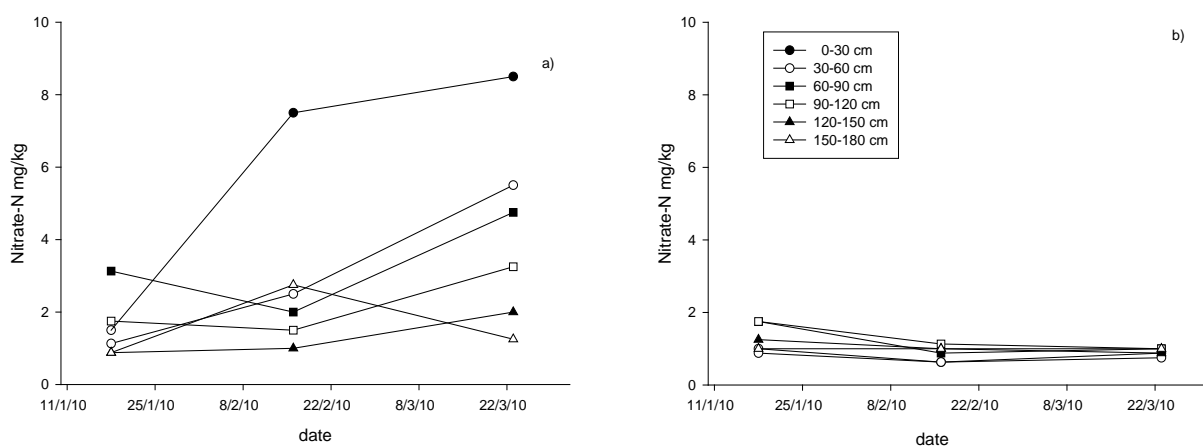 10
8
6
4
2
0
Nitrate-N mg/kg
a)
11/1/10 25/1/10 8/2/10 22/2/10 8/3/10 22/3/10
date
10
8
6
4
2
0
Nitrate-N mg/kg
b)
0-30 cm
30-60 cm
60-90 cm
90-120 cm
120-150 cm
150-180 cm
11/1/10 25/1/10 8/2/10 22/2/10 8/3/10 22/3/10
date